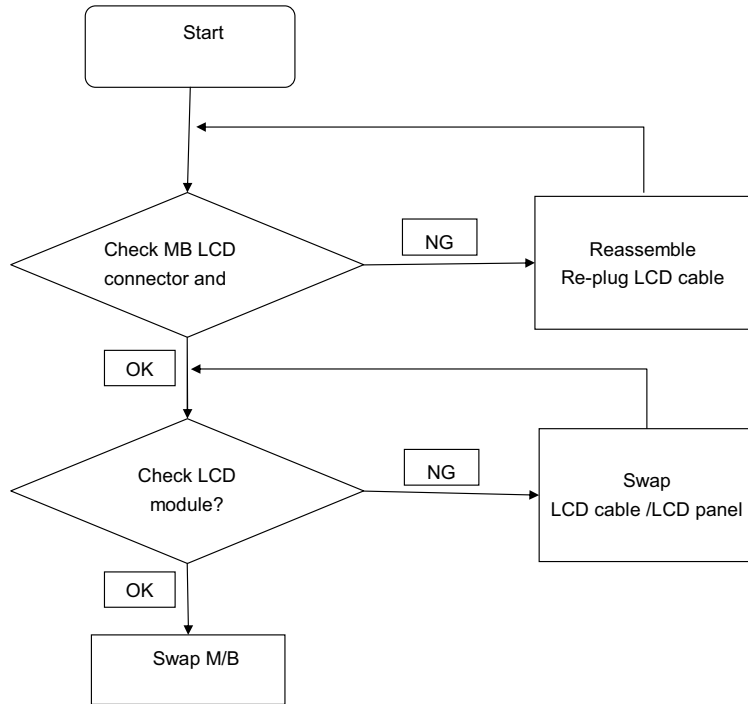 Start
Check MB LCD
connector and
NG
Reassemble
Re-plug LCD cable
OK
Check LCD
module?
NG
Swap
LCD cable /LCD panel
OK
Swap M/B